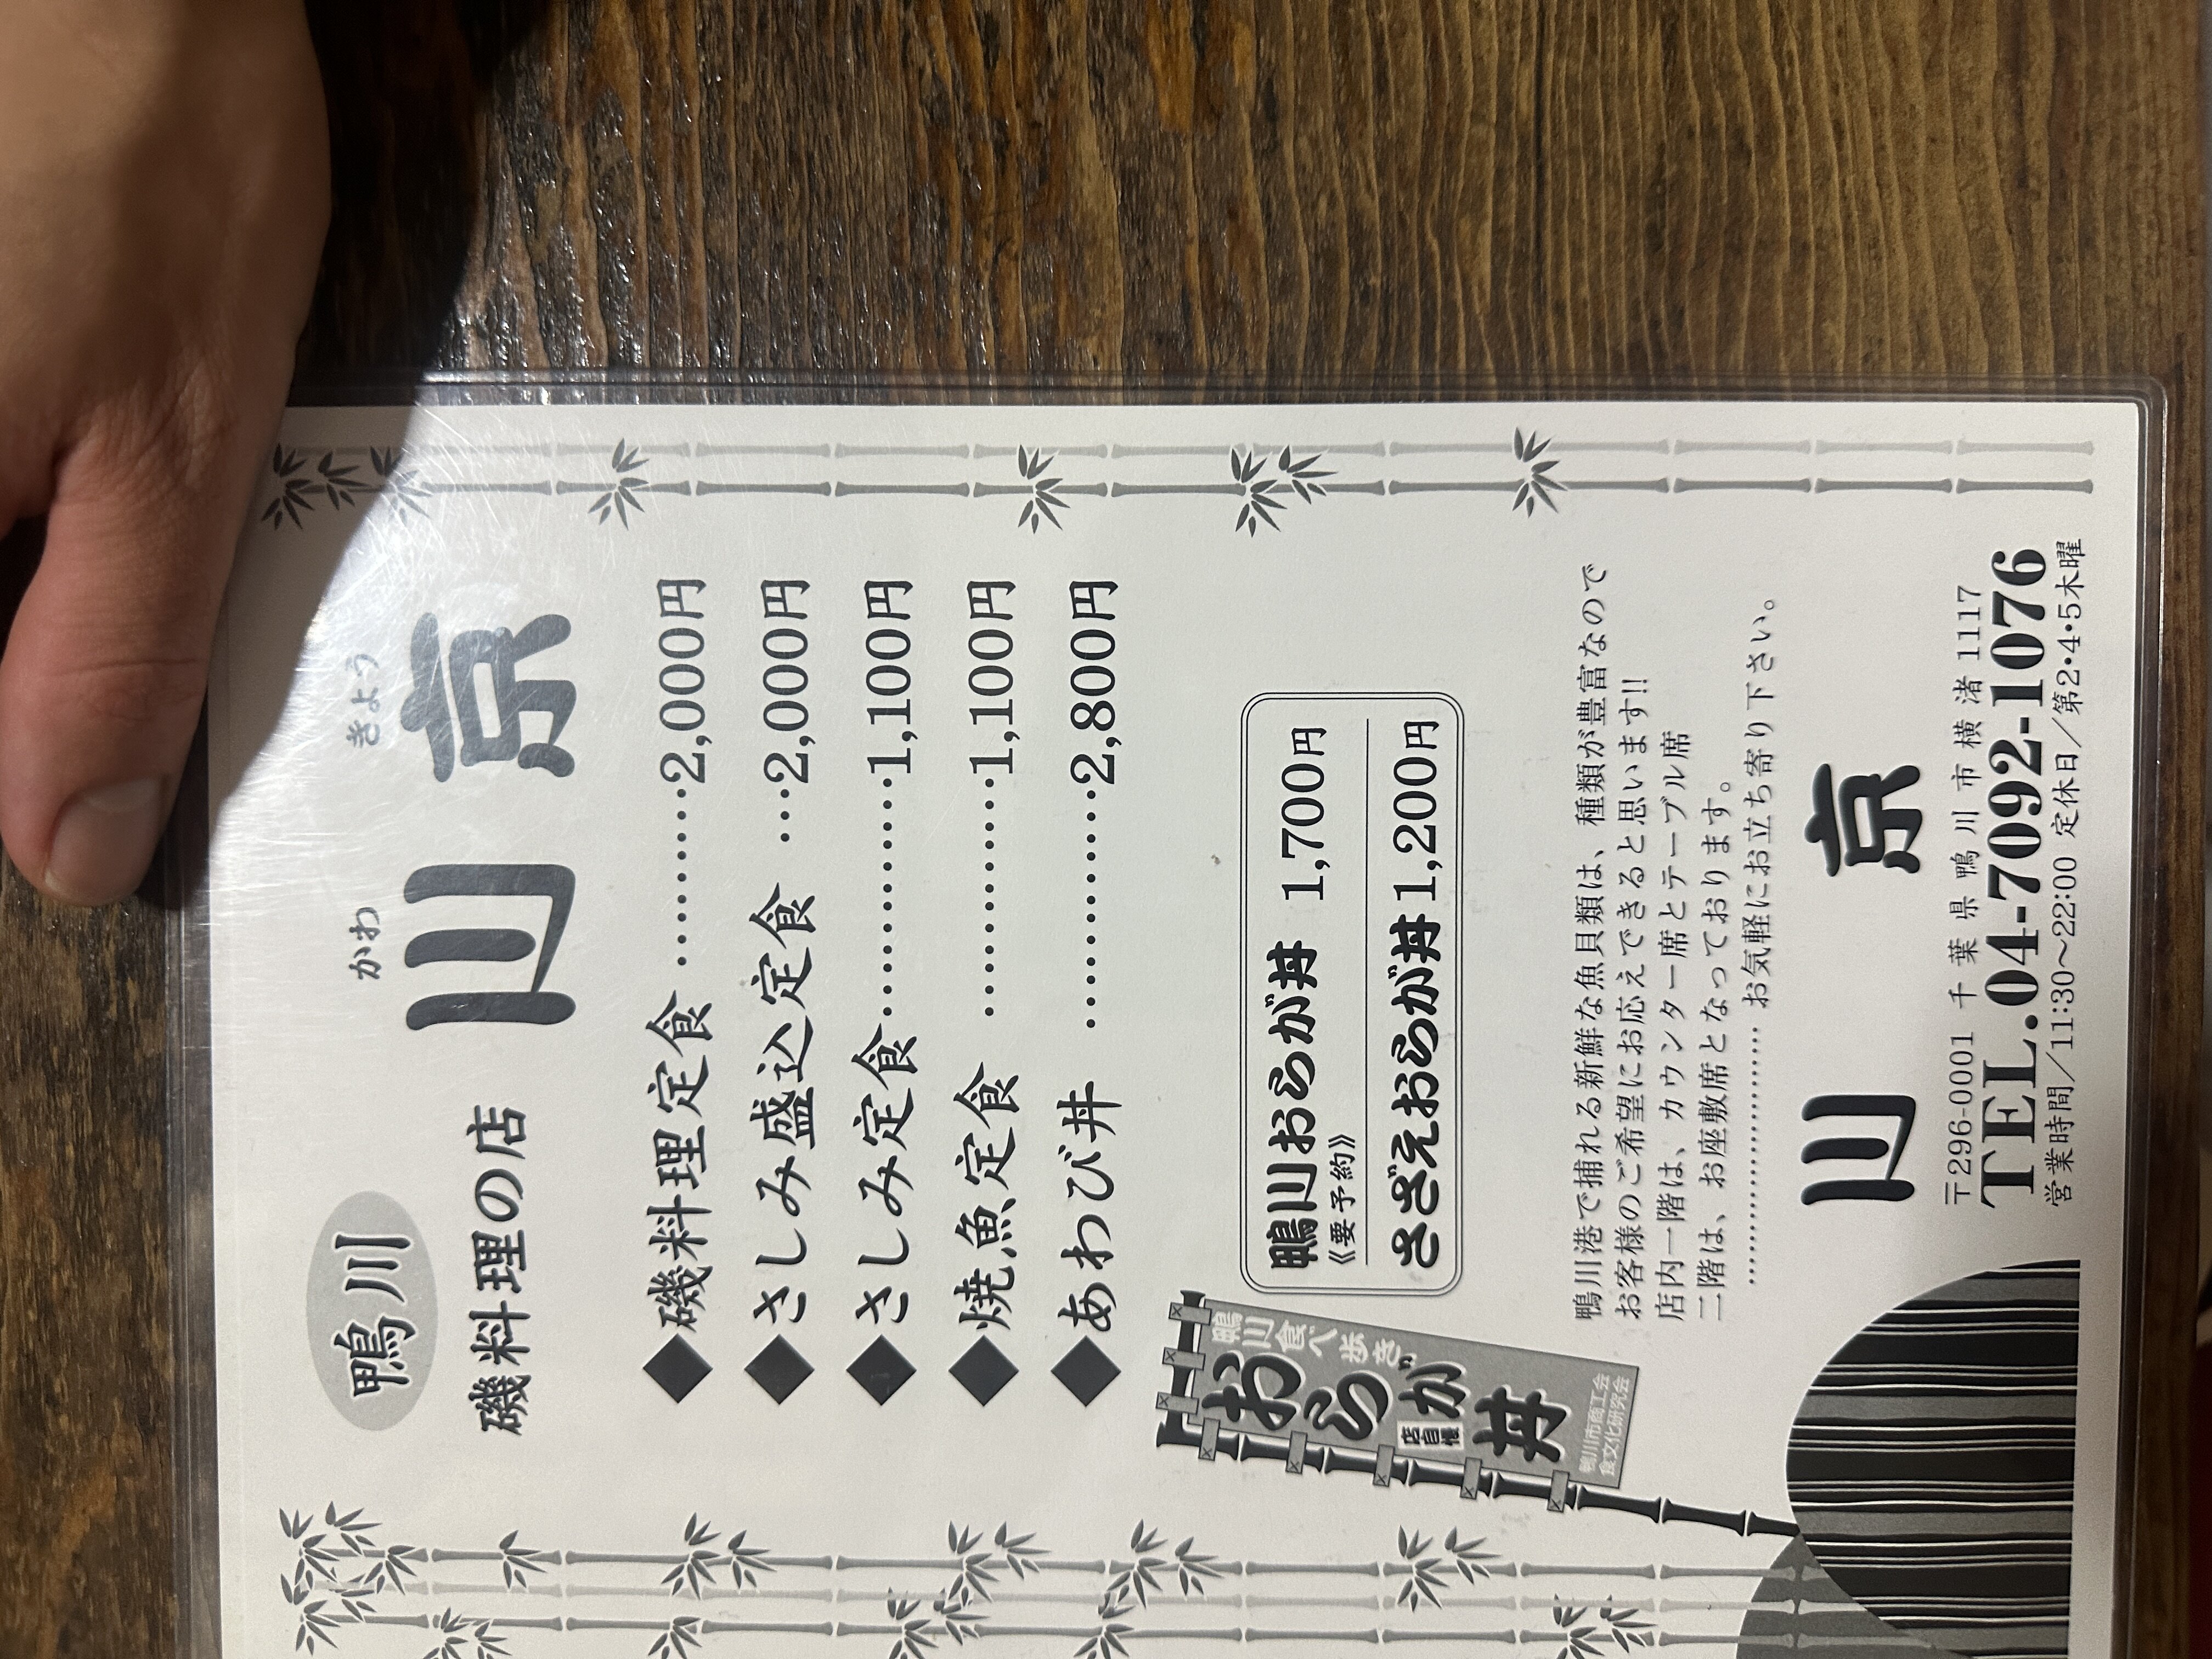 鴨川
磯料理の店
かわ きょう
川京
◆磯料理定食…………2,000円
◆さしみ盛込定食…2,000円
◆さしみ定食……………1,100円
◆焼魚定食……………1,100円
◆あわび丼……………2,800円
鴨川おらが丼 1,700円
《要予約》
さざえおらが丼 1,200円
鴨川食べ歩き
おらが丼
店自慢
鴨川市商工会
食文化研究会
鴨川港で捕れる新鮮な魚貝類は、種類が豊富なので
お客様のご希望にお応えできると思います!!
店内一階は、カウンター席とテーブル席
二階は、お座敷席となっております。
……………………お気軽にお立ち寄り下さい。
川京
〒296-0001 千葉県鴨川市横渚1117
TEL.04-7092-1076
営業時間／11:30〜22:00 定休日／第2・4・5木曜